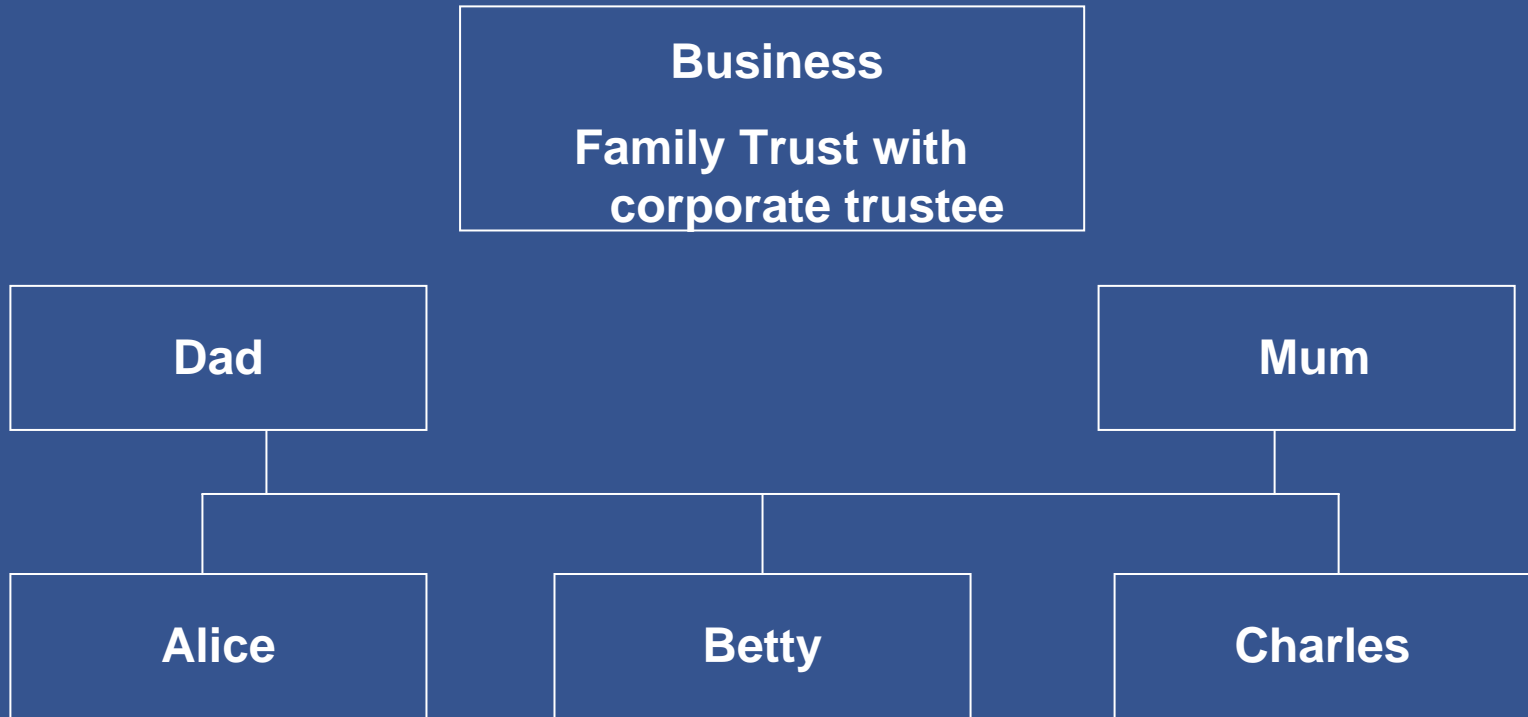 Business
Family Trust with
corporate trustee
Dad
Mum
Alice
Betty
Charles